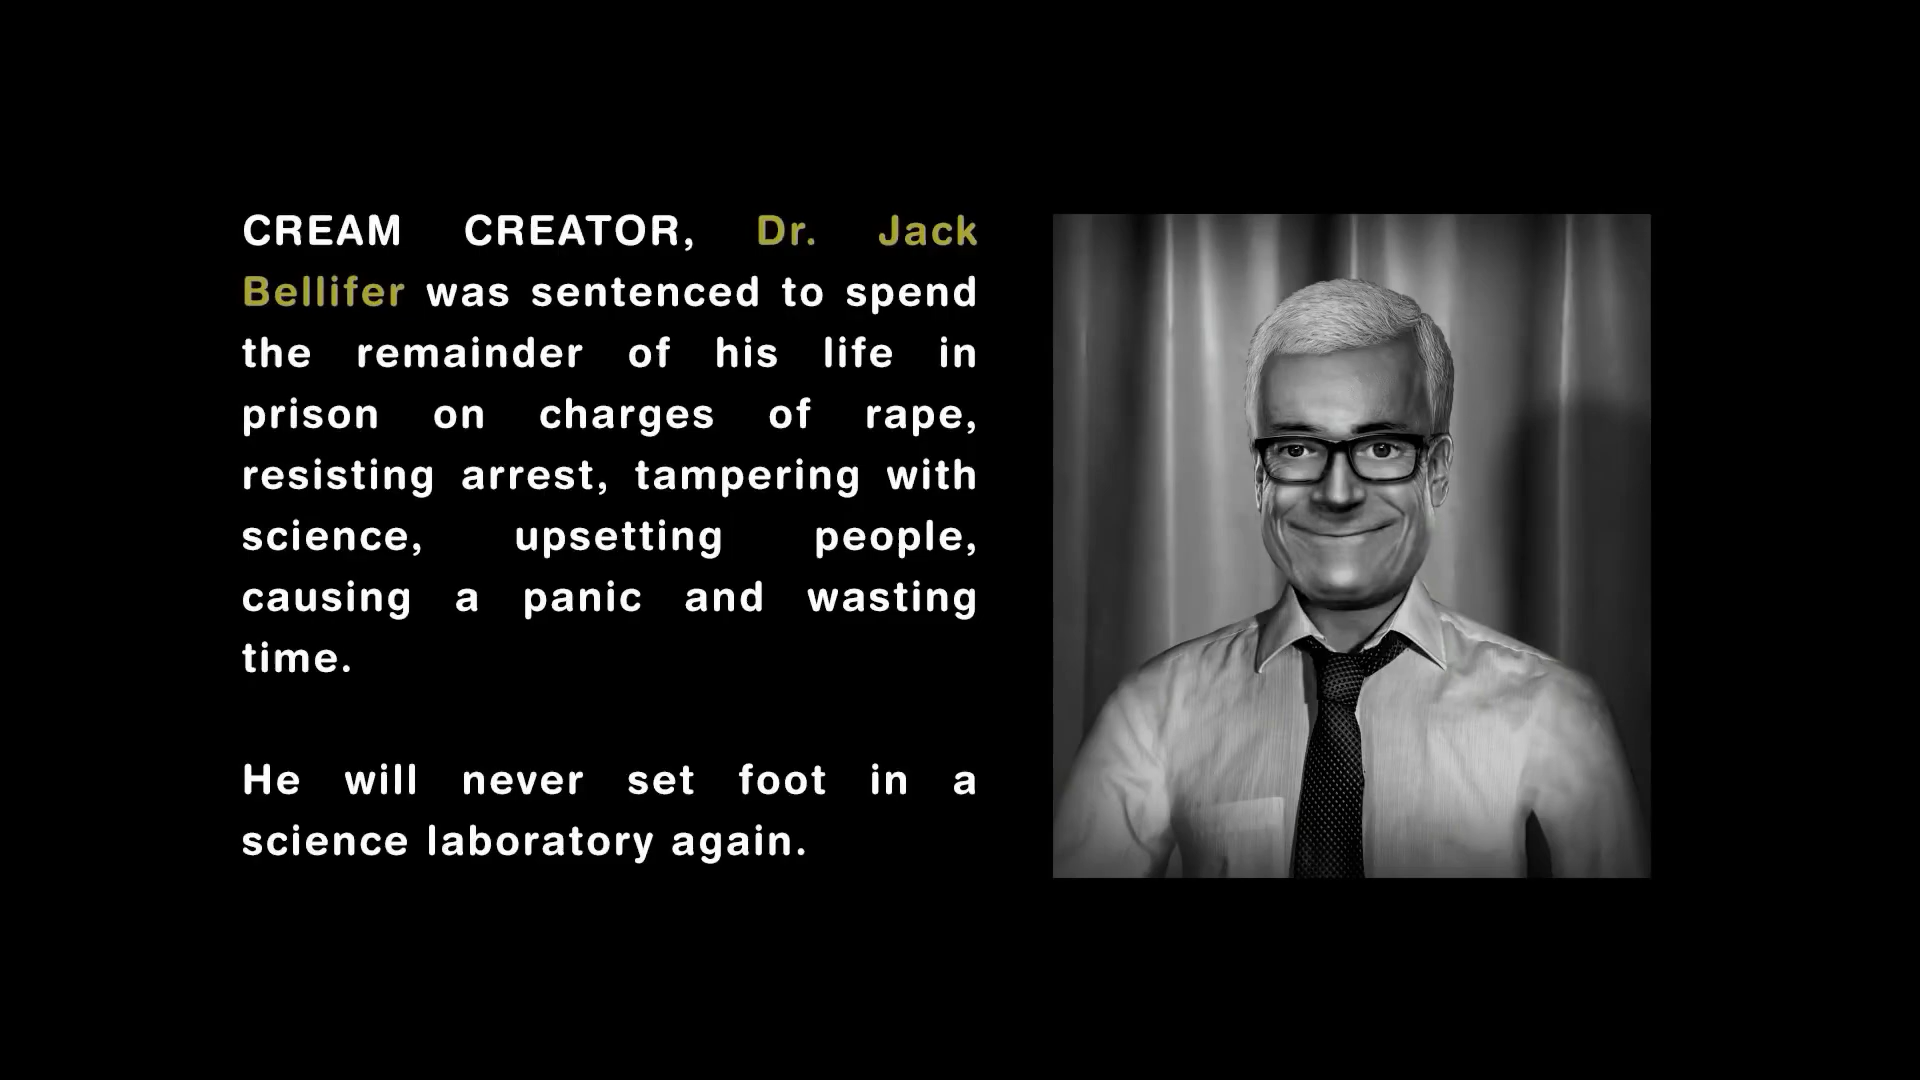 CREAM CREATOR, Dr. Jack
Bellifer was sentenced to spend
the remainder of his life in
prison on charges of rape,
resisting arrest, tampering with
science, upsetting people,
causing a panic and wasting
time.
He will never set foot in a
science laboratory again.